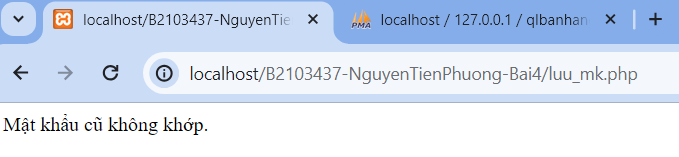 localhost/B2103437-NguyenTie
localhost / 127.0.0.1 / qlbanhan
localhost/B2103437-NguyenTienPhuong-Bai4/luu_mk.php
Mật khẩu cũ không khớp.